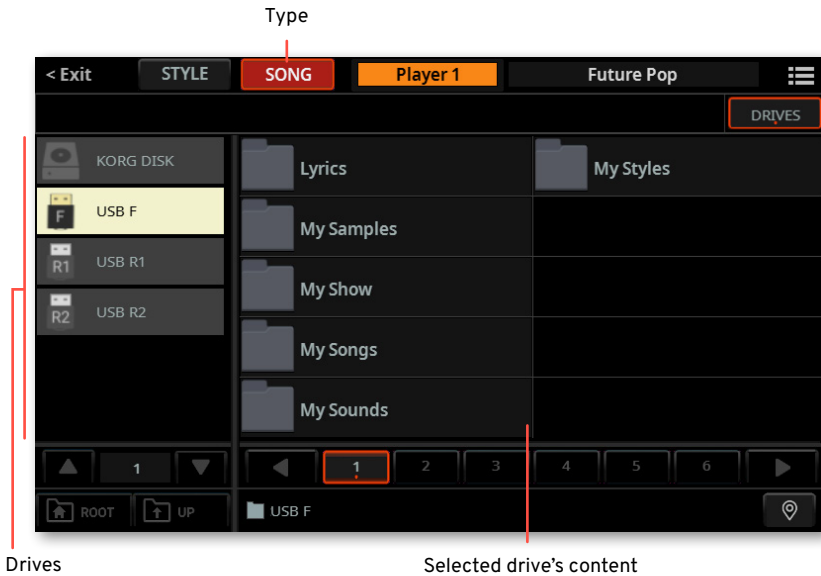 Type
< Exit STYLE SONG Player 1 Future Pop
DRIVES
KORG DISK
F USB F
R1 USB R1
R2 USB R2
Lyrics My Styles
My Samples
My Show
My Songs
My Sounds
1 1 2 3 4 5 6
ROOT UP USB F
Drives Selected drive’s content